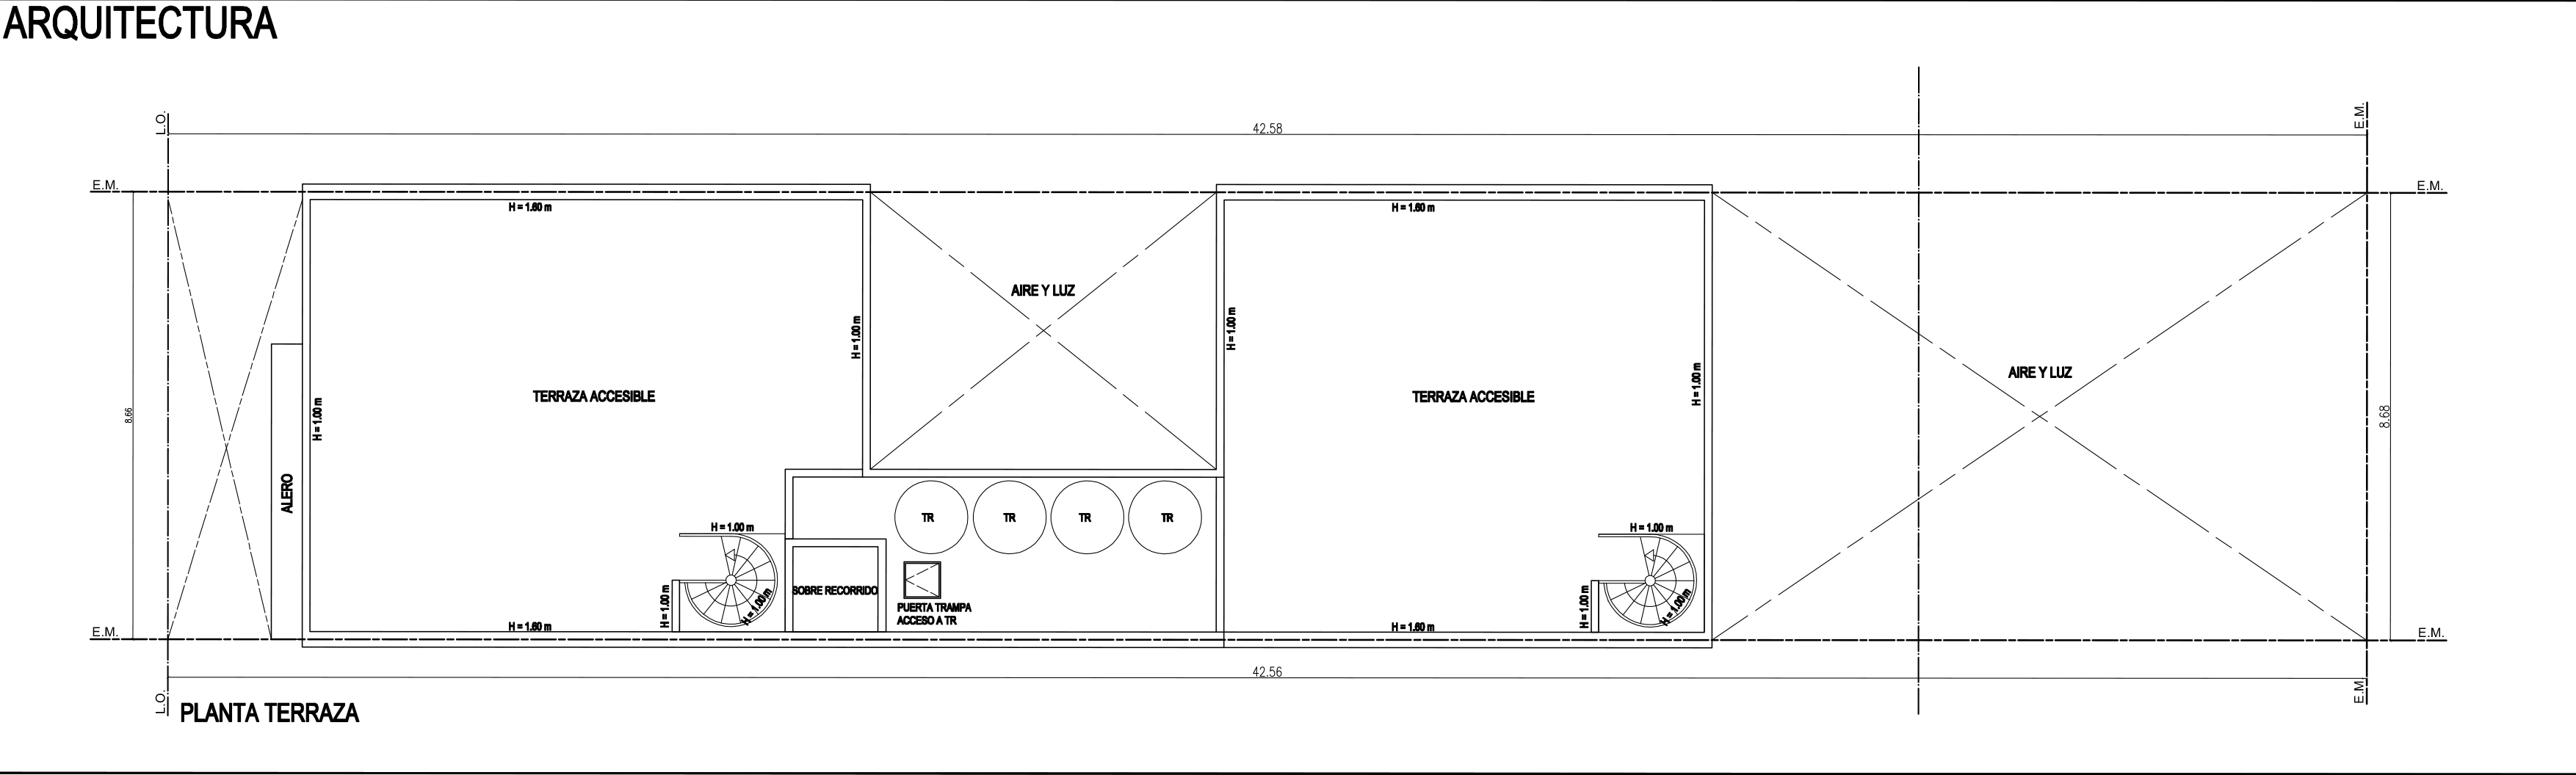 ARQUITECTURA
L.O.
E.M.
42.58
E.M.
E.M.
H = 1.60 m
H = 1.60 m
AIRE Y LUZ
H = 1.00 m
H = 1.00 m
AIRE Y LUZ
H = 1.00 m
TERRAZA ACCESIBLE
TERRAZA ACCESIBLE
8.66
H = 1.00 m
8.68
ALERO
TR
TR
TR
TR
H = 1.00 m
H = 1.00 m
SOBRE RECORRIDO
H = 1.00 m
H = 1.00 m
H = 1.00 m
H = 1.00 m
PUERTA TRAMPA
ACCESO A TR
H = 1.60 m
H = 1.60 m
E.M.
E.M.
42.56
L.O.
E.M.
PLANTA TERRAZA